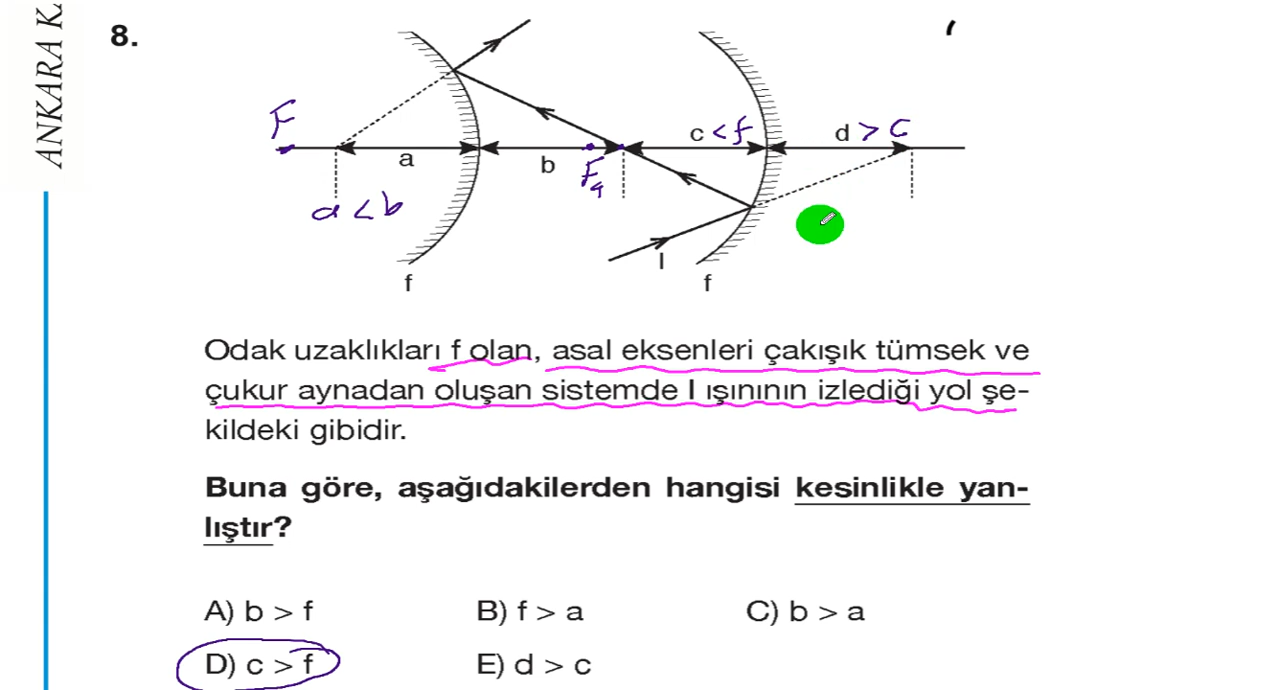 ANKARA K.
8.
F
a
b
F
c < f
d > c
a < b
I
f
f
Odak uzaklıkları f olan, asal eksenleri çakışık tümsek ve
çukur aynadan oluşan sistemde I ışınının izlediği yol şe-
kildeki gibidir.
Buna göre, aşağıdakilerden hangisi kesinlikle yan-
lıştır?
A) b > f
B) f > a
C) b > a
D) c > f
E) d > c